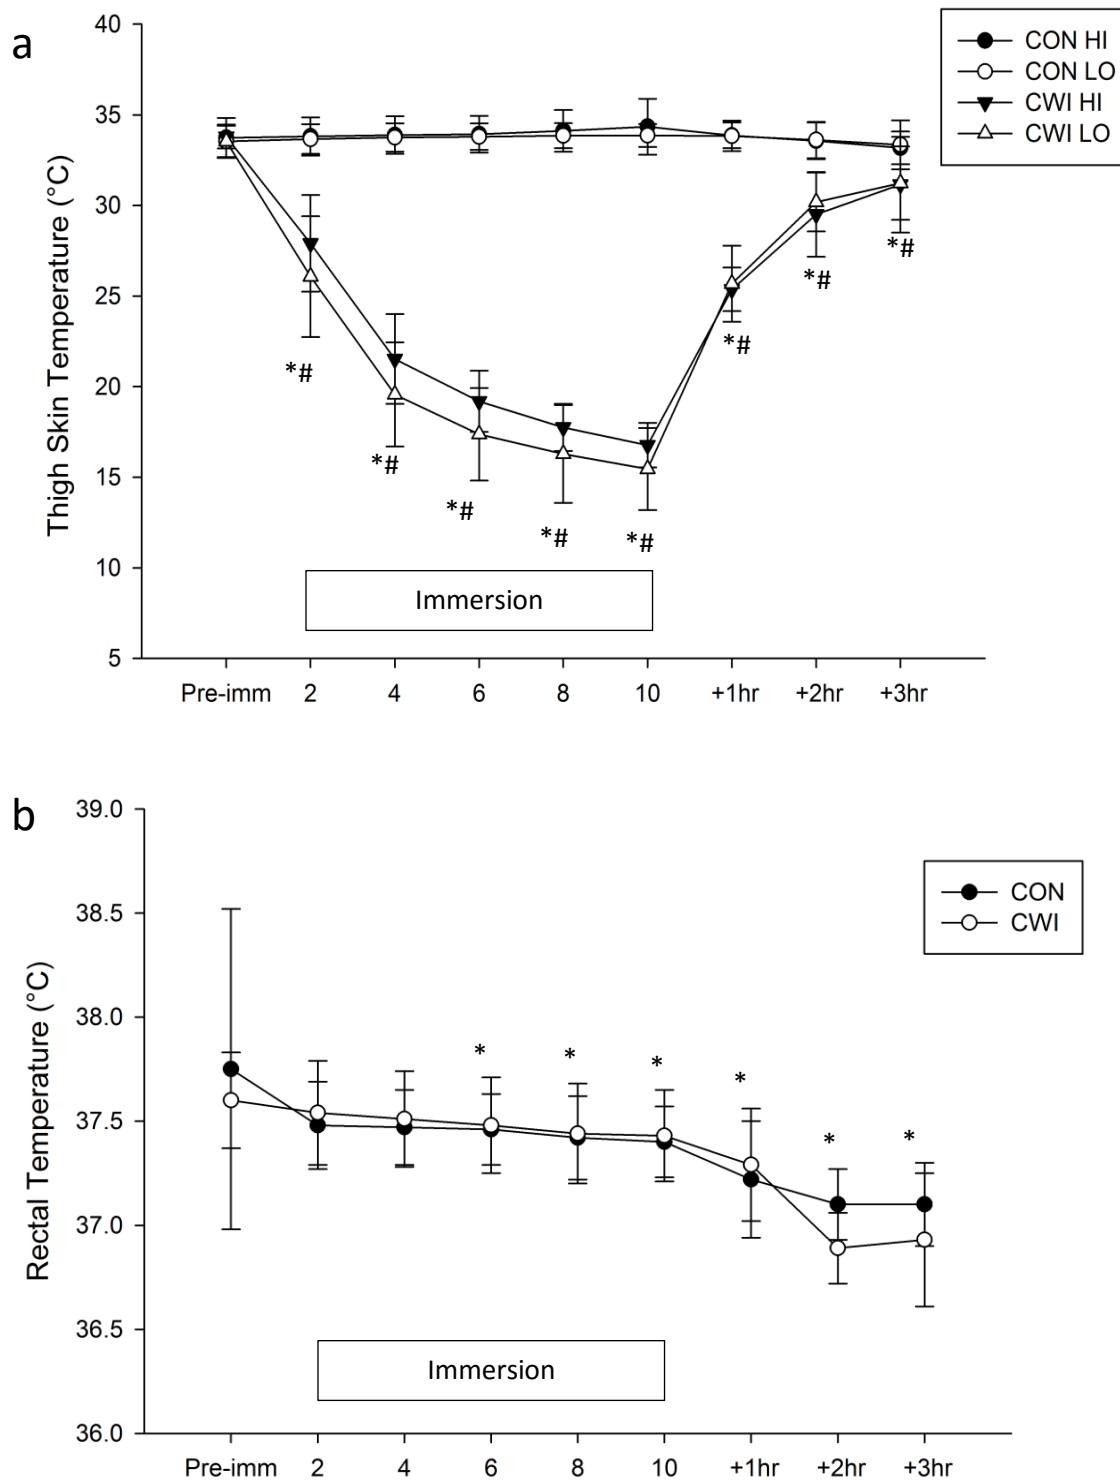 a
Thigh Skin Temperature (°C)
40
35
30
25
20
15
10
5
CON HI
CON LO
CWI HI
CWI LO
*#
*#
*#
*#
*#
*#
*#
*#
Immersion
Pre-imm 2 4 6 8 10 +1hr +2hr +3hr
b
Rectal Temperature (°C)
39.0
38.5
38.0
37.5
37.0
36.5
36.0
CON
CWI
*
*
*
*
*
*
Immersion
Pre-imm 2 4 6 8 10 +1hr +2hr +3hr